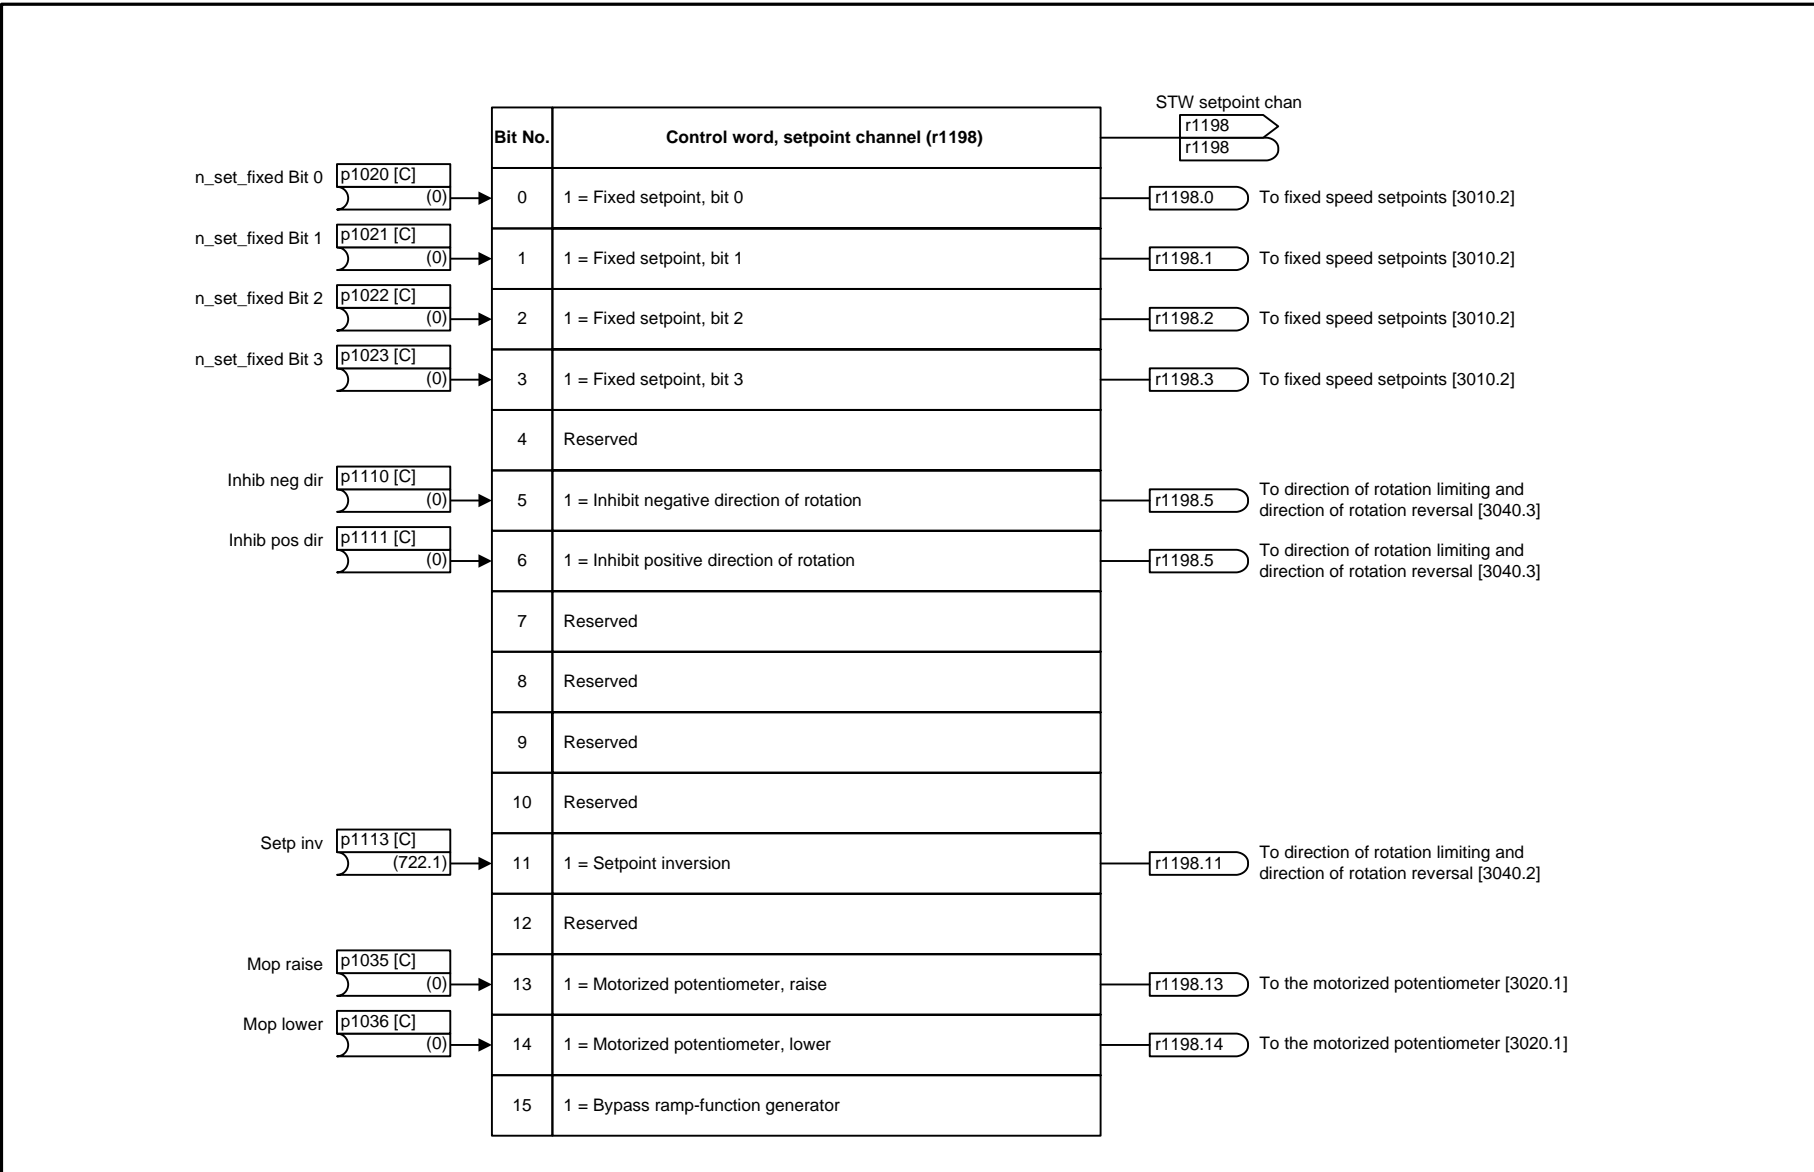 STW setpoint chan
r1198
r1198
Bit No. Control word, setpoint channel (r1198)
n_set_fixed Bit 0 p1020 [C]
(0) 0 1 = Fixed setpoint, bit 0 r1198.0 To fixed speed setpoints [3010.2]
n_set_fixed Bit 1 p1021 [C]
(0) 1 1 = Fixed setpoint, bit 1 r1198.1 To fixed speed setpoints [3010.2]
n_set_fixed Bit 2 p1022 [C]
(0) 2 1 = Fixed setpoint, bit 2 r1198.2 To fixed speed setpoints [3010.2]
n_set_fixed Bit 3 p1023 [C]
(0) 3 1 = Fixed setpoint, bit 3 r1198.3 To fixed speed setpoints [3010.2]
4 Reserved
Inhib neg dir p1110 [C]
(0) 5 1 = Inhibit negative direction of rotation r1198.5 To direction of rotation limiting and
direction of rotation reversal [3040.3]
Inhib pos dir p1111 [C]
(0) 6 1 = Inhibit positive direction of rotation r1198.5 To direction of rotation limiting and
direction of rotation reversal [3040.3]
7 Reserved
8 Reserved
9 Reserved
10 Reserved
Setp inv p1113 [C]
(722.1) 11 1 = Setpoint inversion r1198.11 To direction of rotation limiting and
direction of rotation reversal [3040.2]
12 Reserved
Mop raise p1035 [C]
(0) 13 1 = Motorized potentiometer, raise r1198.13 To the motorized potentiometer [3020.1]
Mop lower p1036 [C]
(0) 14 1 = Motorized potentiometer, lower r1198.14 To the motorized potentiometer [3020.1]
15 1 = Bypass ramp-function generator